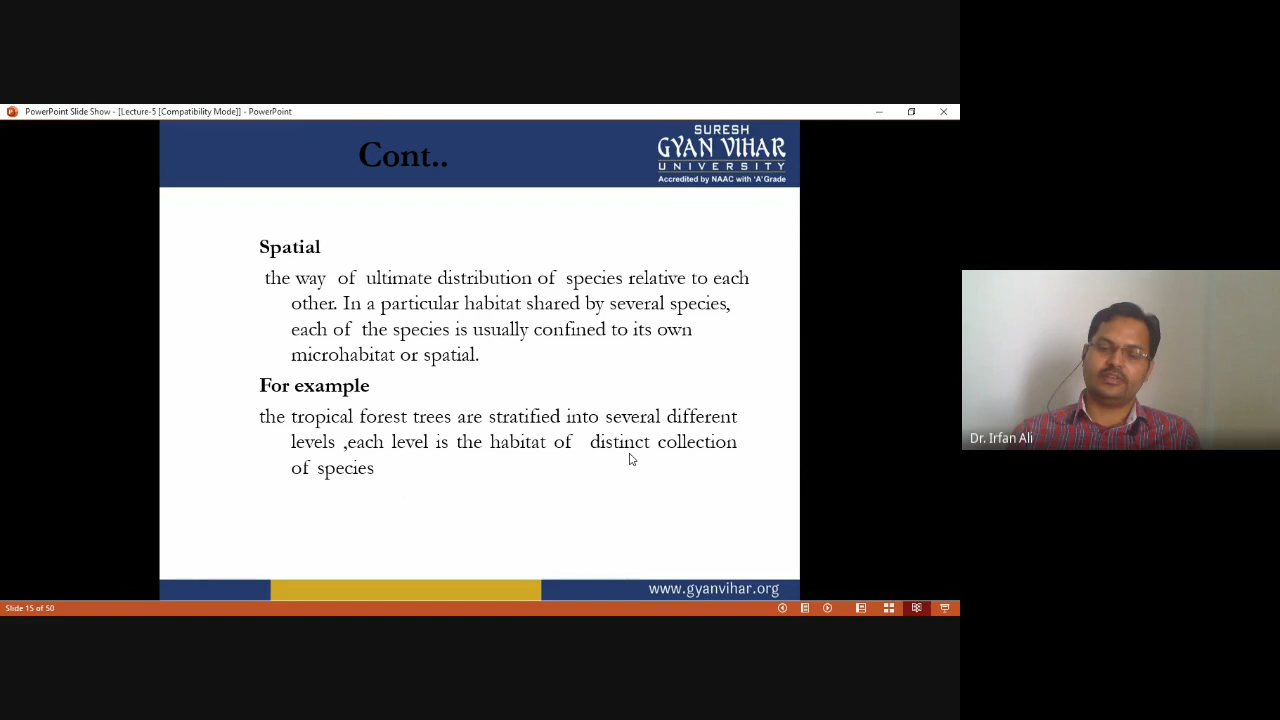 PowerPoint Slide Show - [Lecture-5 [Compatibility Mode]] - PowerPoint
Cont..
SURESH
GYAN VIHAR
UNIVERSITY
Accredited by NAAC with 'A' Grade
Spatial
the way of ultimate distribution of species relative to each
other. In a particular habitat shared by several species,
each of the species is usually confined to its own
microhabitat or spatial.
For example
the tropical forest trees are stratified into several different
levels ,each level is the habitat of distinct collection
of species
Dr. Irfan Ali
www.gyanvihar.org
Slide 15 of 50